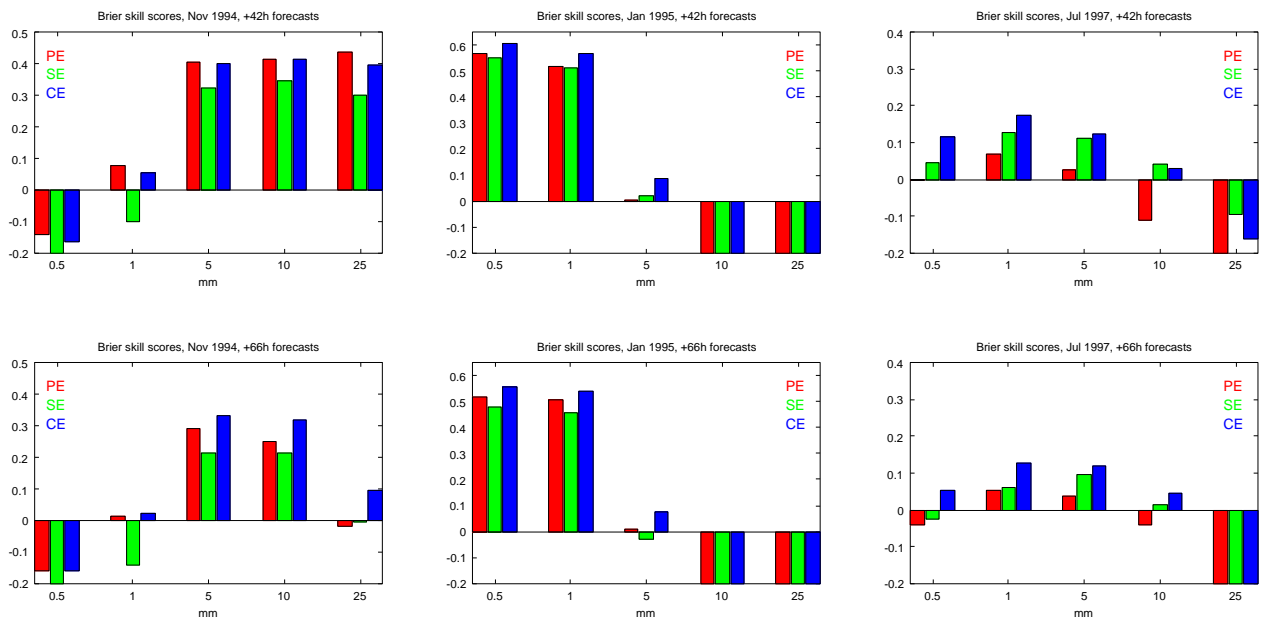 Brier skill scores, Nov 1994, +42h forecasts
0.5
0.4
0.3
0.2
0.1
0
-0.1
-0.2
PE
SE
CE
0.5 1 5 10 25
mm
Brier skill scores, Jan 1995, +42h forecasts
0.6
0.5
0.4
0.3
0.2
0.1
0
-0.1
-0.2
PE
SE
CE
0.5 1 5 10 25
mm
Brier skill scores, Jul 1997, +42h forecasts
0.4
0.3
0.2
0.1
0
-0.1
-0.2
PE
SE
CE
0.5 1 5 10 25
mm
Brier skill scores, Nov 1994, +66h forecasts
0.5
0.4
0.3
0.2
0.1
0
-0.1
-0.2
PE
SE
CE
0.5 1 5 10 25
mm
Brier skill scores, Jan 1995, +66h forecasts
0.6
0.5
0.4
0.3
0.2
0.1
0
-0.1
-0.2
PE
SE
CE
0.5 1 5 10 25
mm
Brier skill scores, Jul 1997, +66h forecasts
0.4
0.3
0.2
0.1
0
-0.1
-0.2
PE
SE
CE
0.5 1 5 10 25
mm